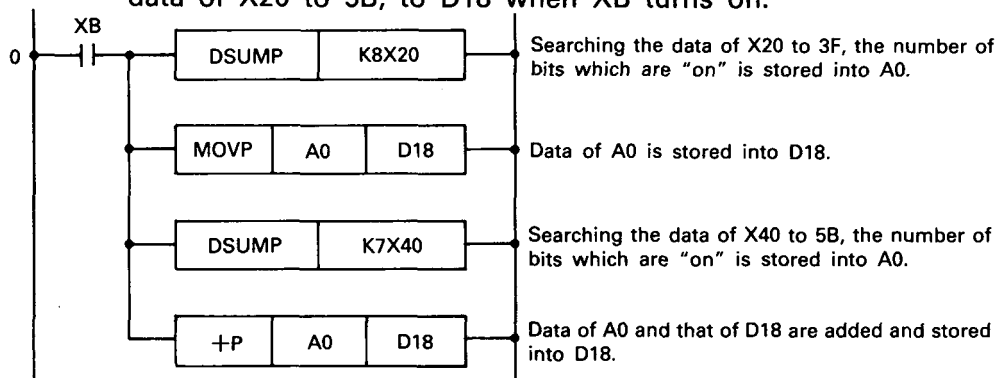 data of X20 to 5B, to D18 when XB turns on.
XB
0
DSUMP K8X20
Searching the data of X20 to 3F, the number of
bits which are "on" is stored into A0.
MOVP A0 D18
Data of A0 is stored into D18.
DSUMP K7X40
Searching the data of X40 to 5B, the number of
bits which are "on" is stored into A0.
+P A0 D18
Data of A0 and that of D18 are added and stored
into D18.